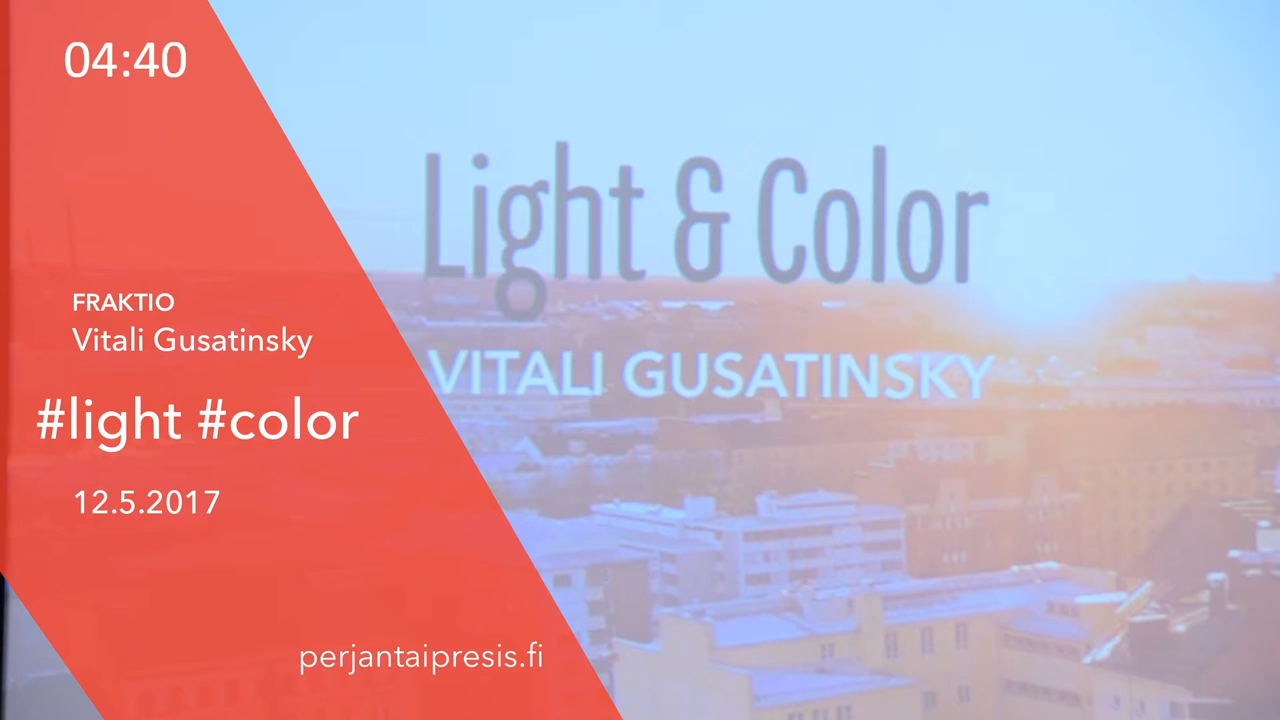 04:40
FRAKTIO
Vitali Gusatinsky
#light #color
12.5.2017
perjantaipresis.fi
Light & Color
VITALI GUSATINSKY